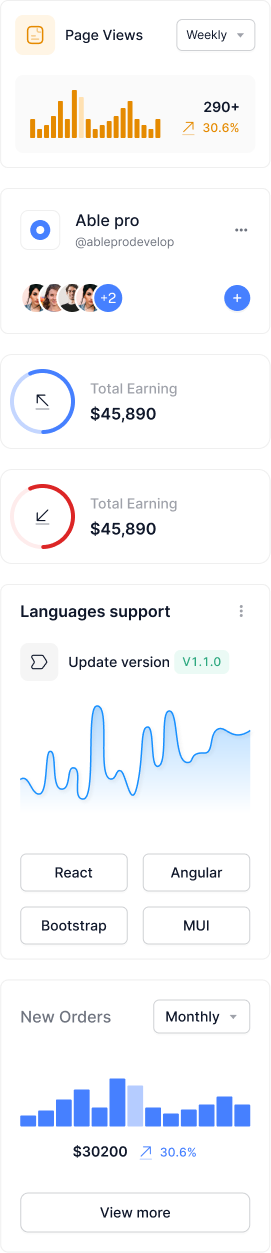 Page Views
Weekly
290+
30.6%
Able pro
@ableprodevelop
+2
Total Earning
$45,890
Total Earning
$45,890
Languages support
Update version V1.1.0
React
Angular
Bootstrap
MUI
New Orders
Monthly
$30200 30.6%
View more